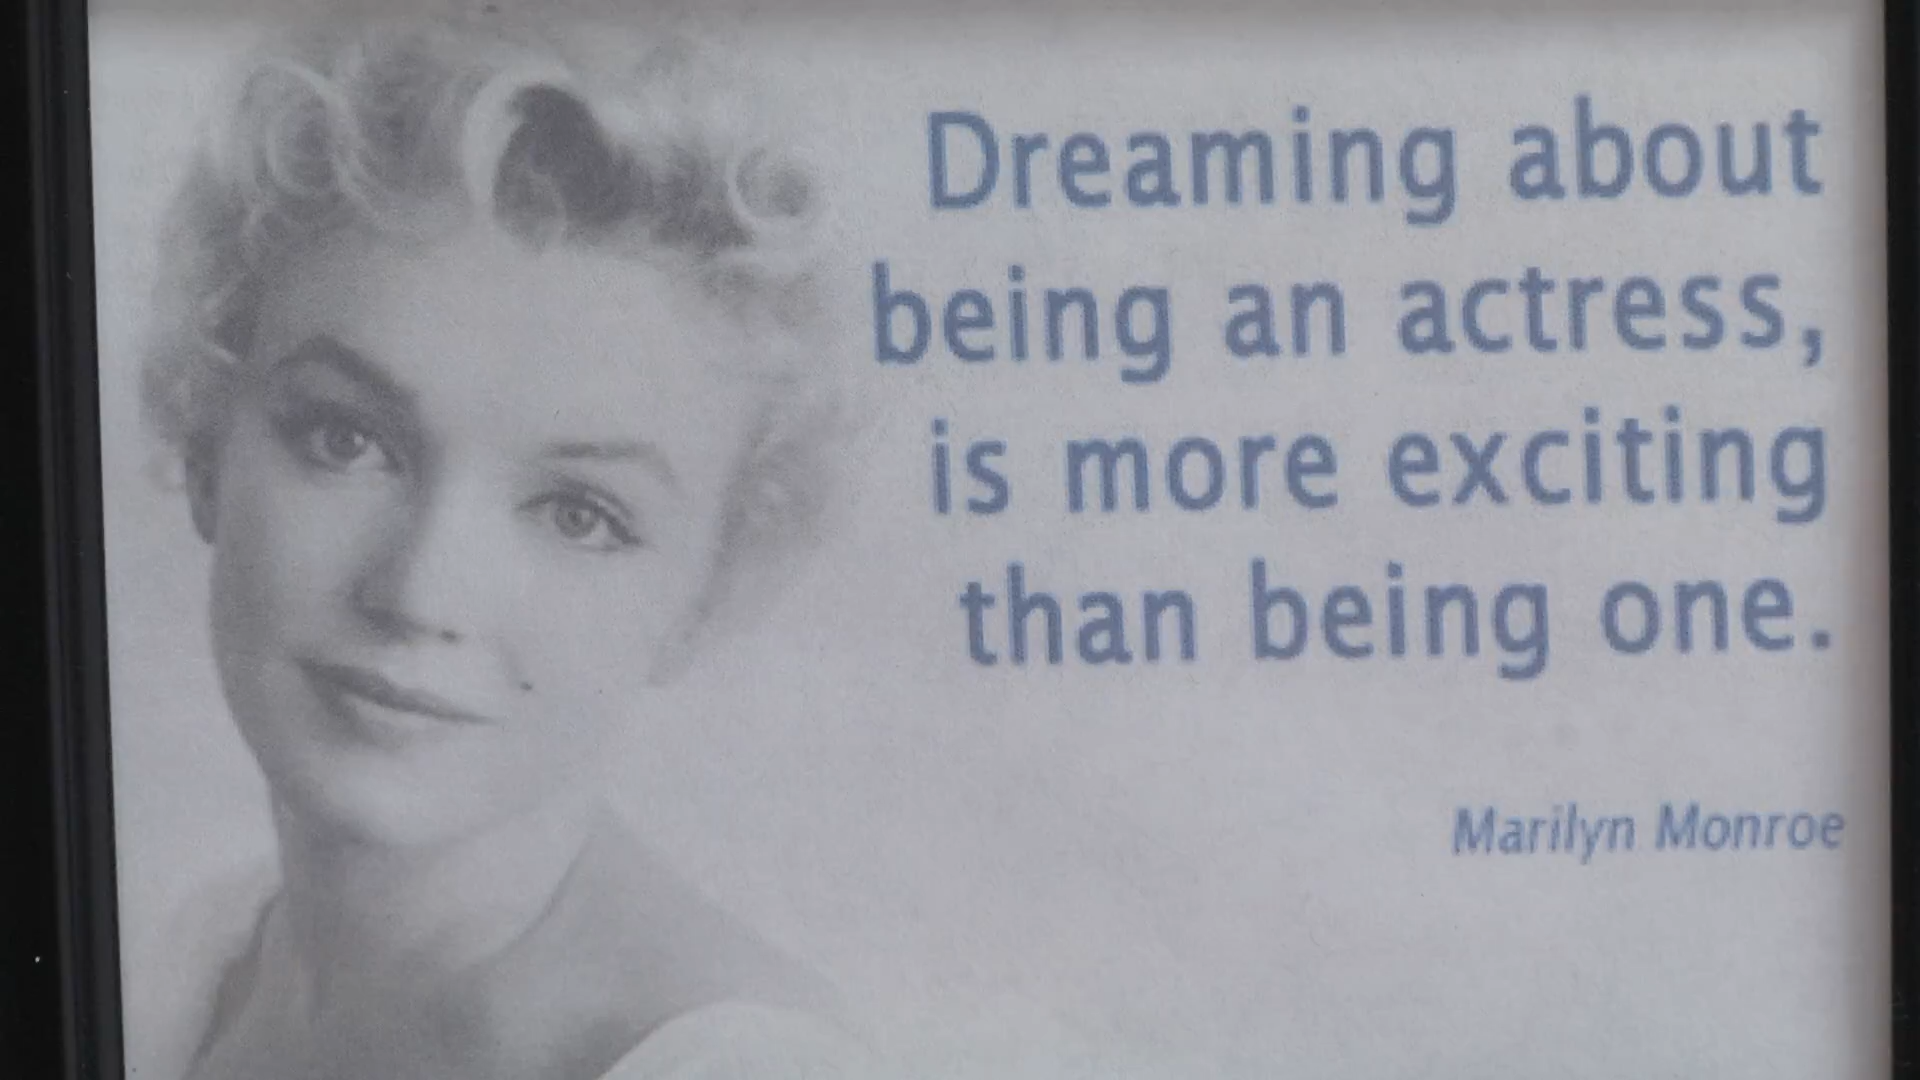 Dreaming about
being an actress,
is more exciting
than being one.
Marilyn Monroe